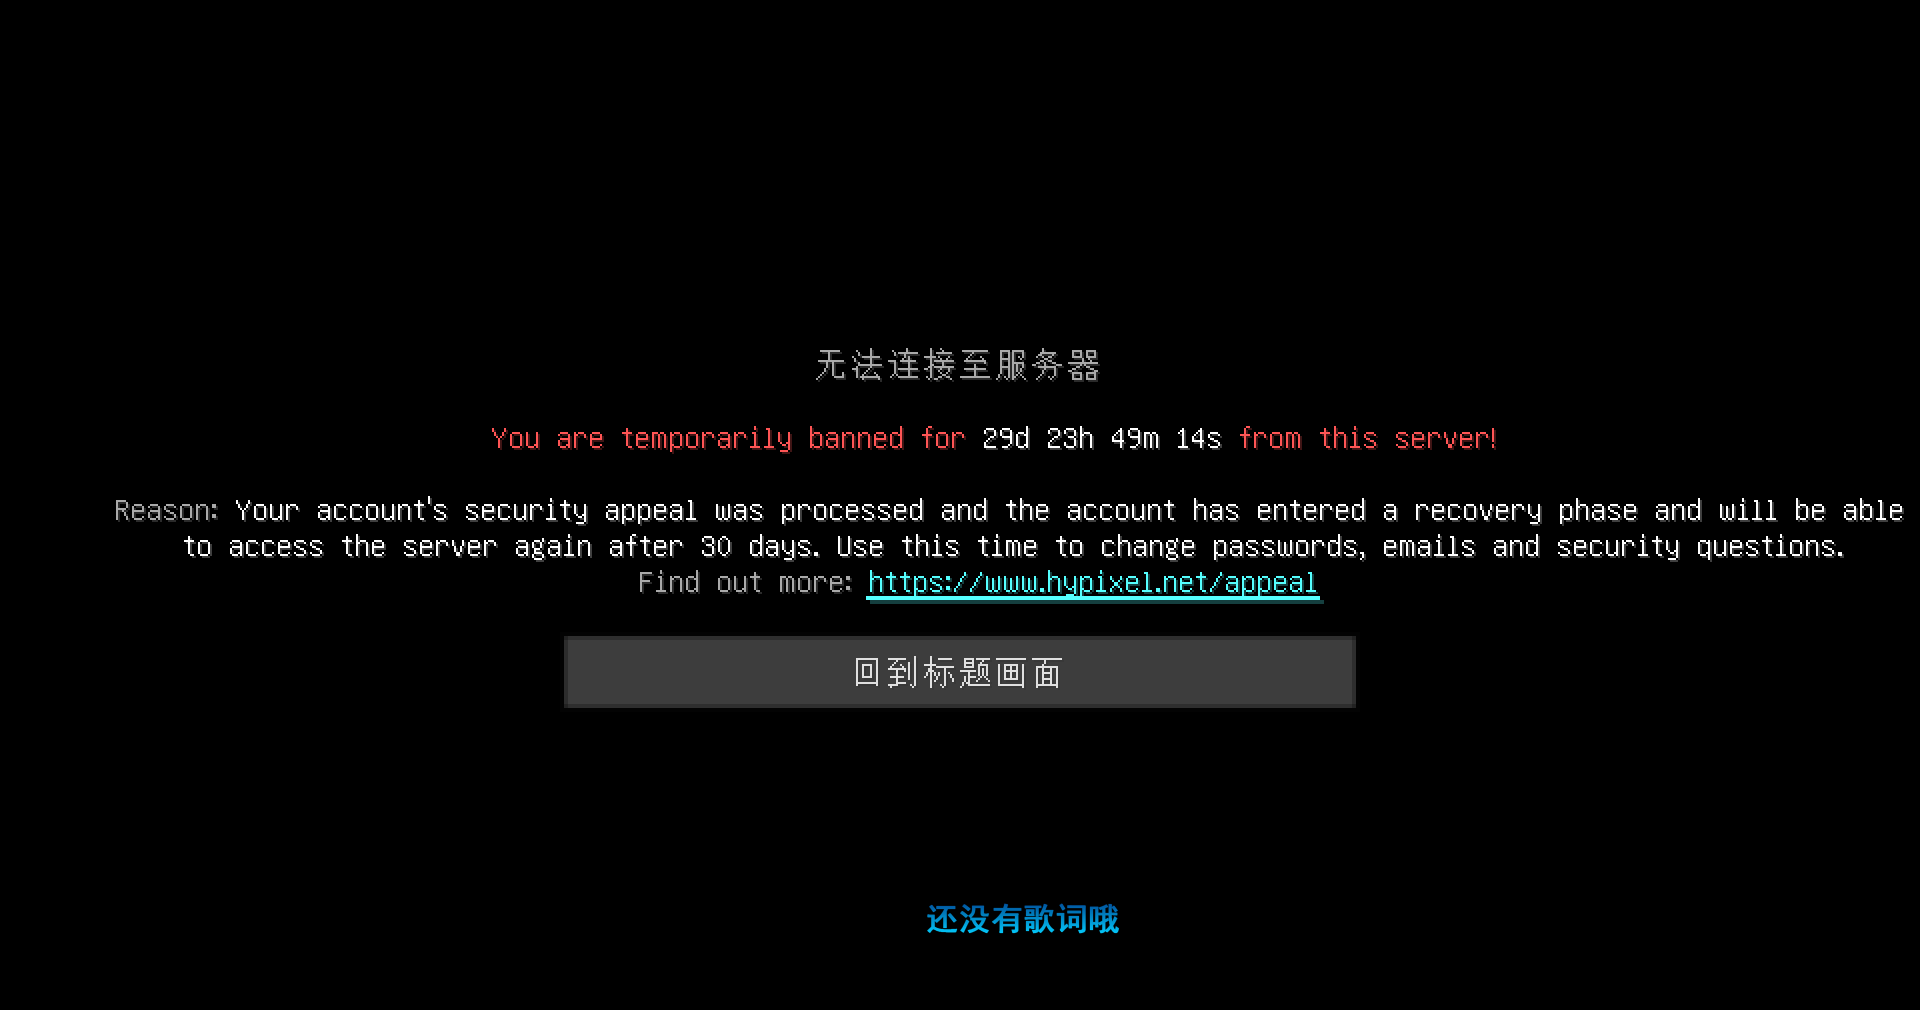 无法连接至服务器
You are temporarily banned for 29d 23h 49m 14s from this server!
Reason: Your account's security appeal was processed and the account has entered a recovery phase and will be able
to access the server again after 30 days. Use this time to change passwords, emails and security questions.
Find out more: https://www.hypixel.net/appeal
回到标题画面
还没有歌词哦